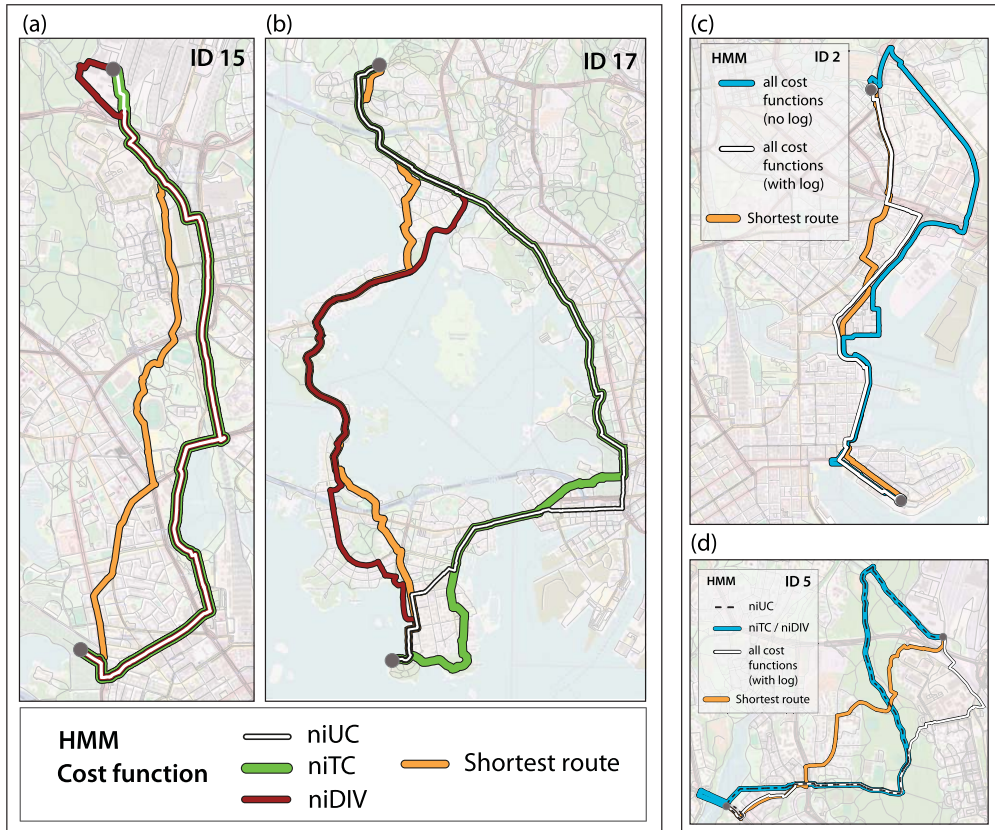 (a)
ID 15
(b)
ID 17
HMM
Cost function
niUC
niTC
niDIV
Shortest route
(c)
ID 2
HMM
all cost
functions
(no log)
all cost
functions
(with log)
Shortest route
(d)
HMM
ID 5
niUC
niTC / niDIV
all cost
functions
(with log)
Shortest route